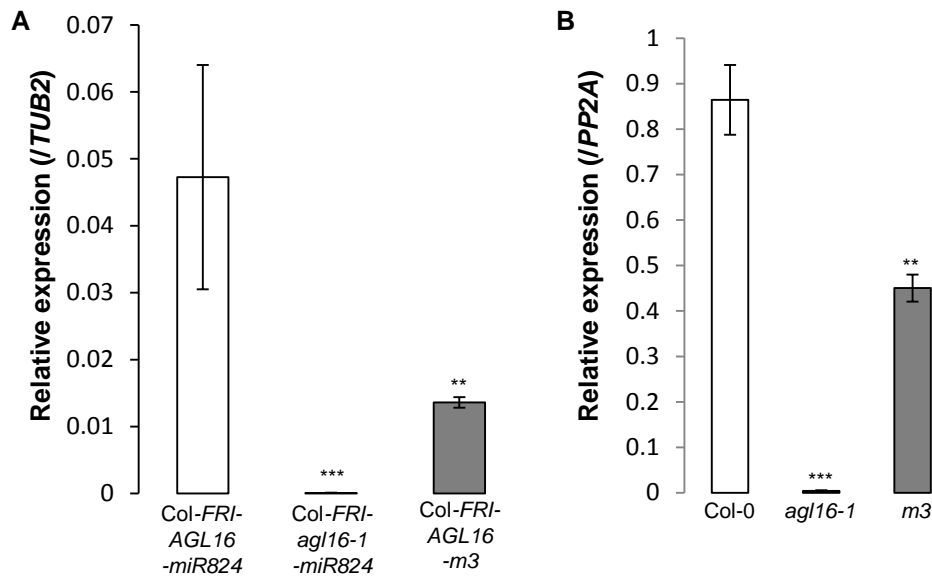 A
Relative expression (/TUB2)
0.07
0.06
0.05
0.04
0.03
0.02
0.01
0
***
**
Col-FRI-
AGL16
-miR824
Col-FRI-
agl16-1
-miR824
Col-FRI-
AGL16
-m3
B
Relative expression (/PP2A)
1
0.9
0.8
0.7
0.6
0.5
0.4
0.3
0.2
0.1
0
***
**
Col-0
agl16-1
m3